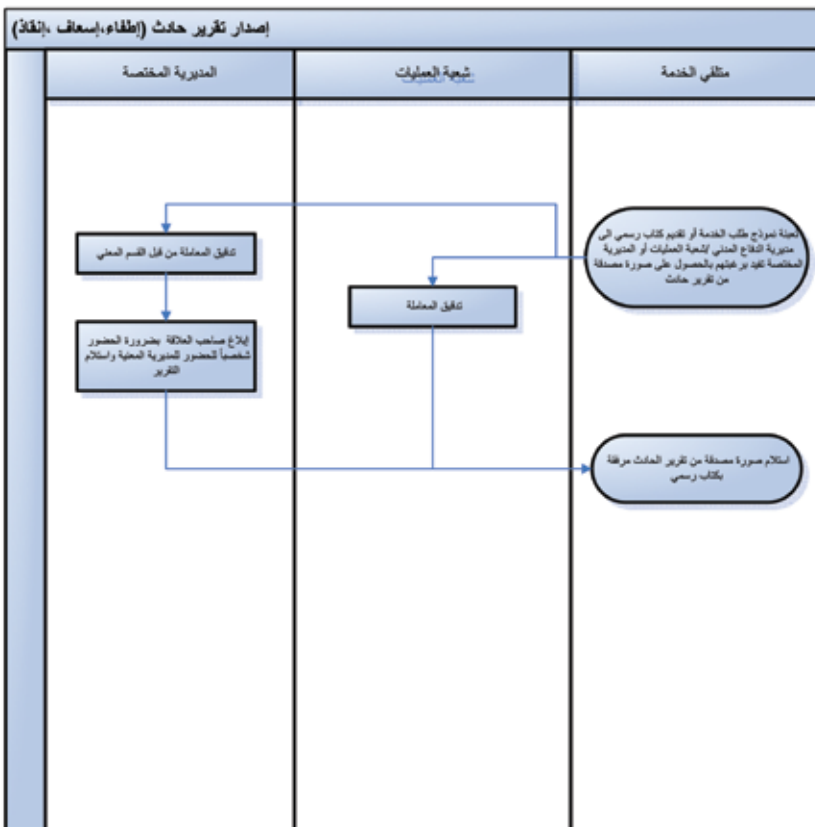 إصدار تقرير حادث (إطفاء،إسعاف ،إنقاذ)
متلقي الخدمة
شعبة العمليات
المديرية المختصة
تعبئة نموذج طلب الخدمة أو تقديم كتاب رسمي الى
مديرية الدفاع المدني /شعبة العمليات أو المديرية
المختصة تفيد برغبتهم بالحصول على صورة مصدقة
من تقرير حادث
تدقيق المعاملة
تدقيق المعاملة من قبل القسم المعني
إبلاغ صاحب العلاقة بضرورة الحضور
شخصياً للحضور للمديرية المعنية واستلام
التقرير
استلام صورة مصدقة من تقرير الحادث مرفقة
بكتاب رسمي